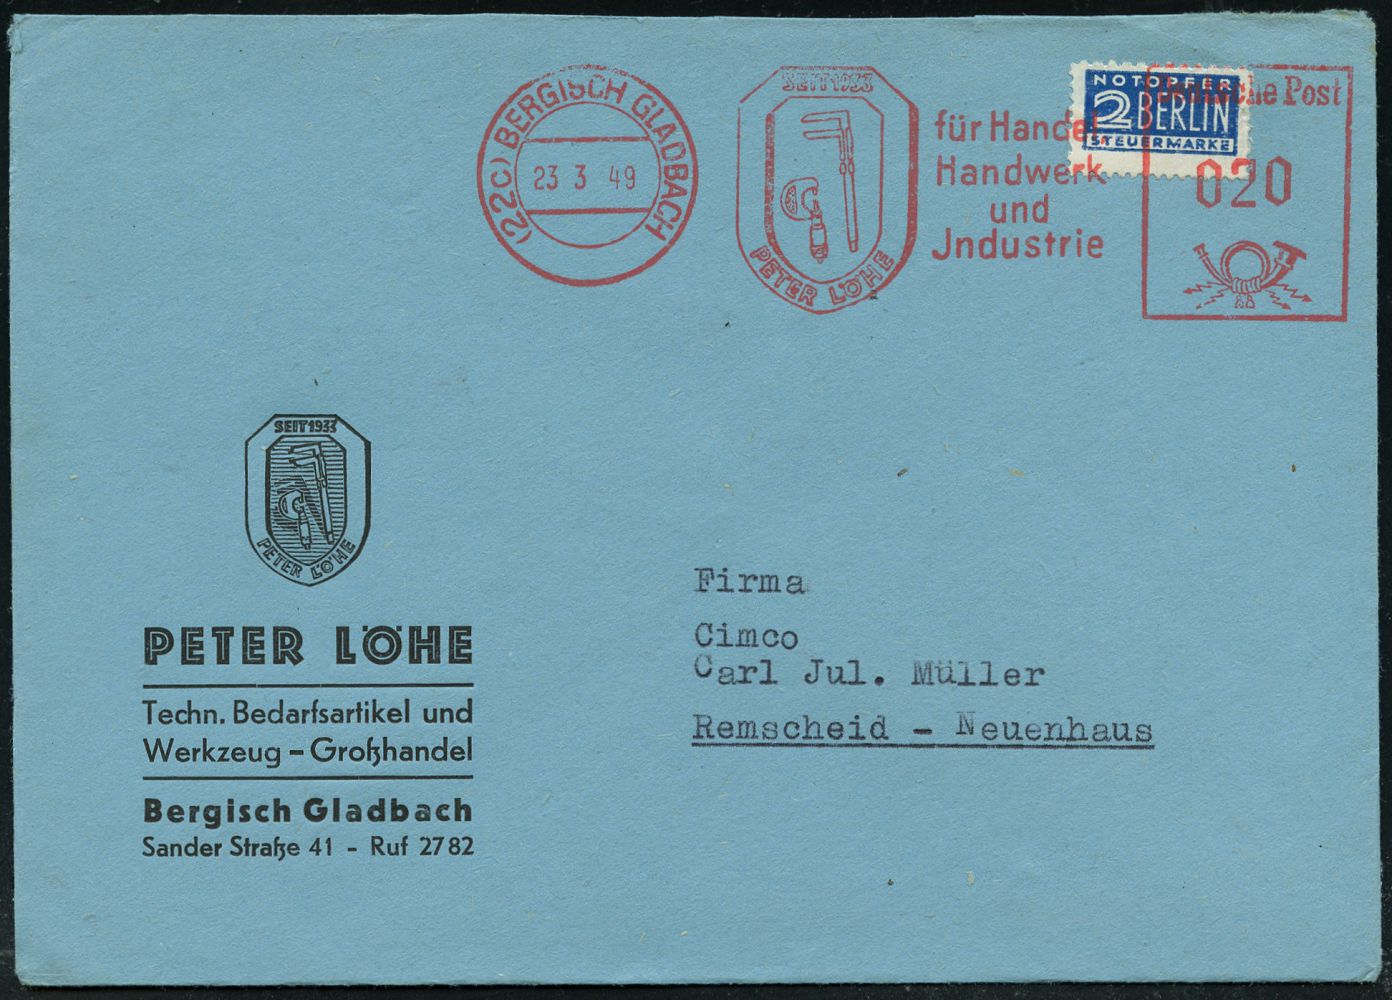 (22c) BERGISCH GLADBACH
23 3 49
SEIT 1933
PETER LÖHE
für Handel,
Handwerk
und
Jndustrie
NOTOPFER
2 BERLIN
STEUERMARKE
Deutsche Post
020
SEIT 1933
PETER LÖHE
PETER LÖHE
Techn. Bedarfsartikel und
Werkzeug – Großhandel
Bergisch Gladbach
Sander Straße 41 – Ruf 2782
Firma
Cimco
Carl Jul. Müller
Remscheid – Neuenhaus